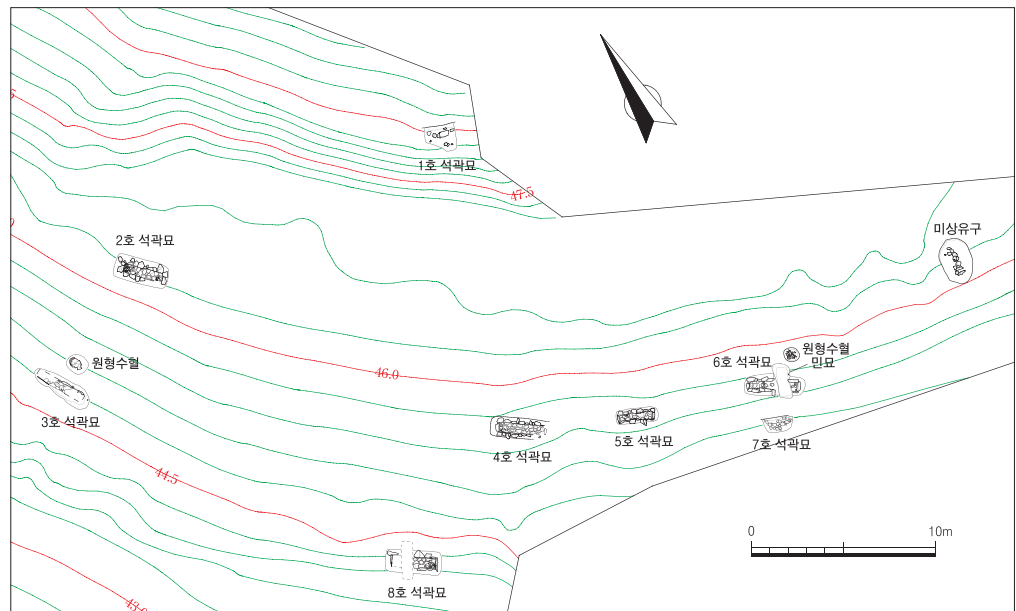 1호 석곽묘
47.5
미상유구
2호 석곽묘
원형수혈
원형수혈
민묘
6호 석곽묘
46.0
3호 석곽묘
4호 석곽묘
5호 석곽묘
7호 석곽묘
44.5
0
10m
8호 석곽묘